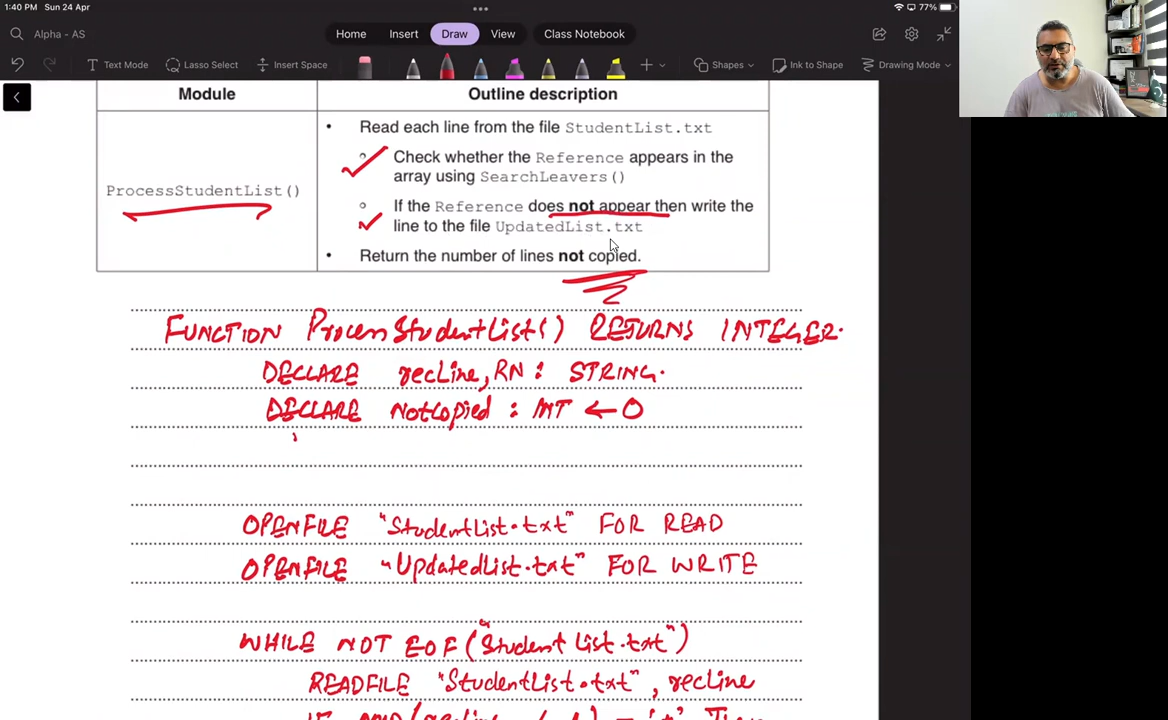 1:40 PM Sun 24 Apr
77%
Alpha - AS
Home Insert Draw View Class Notebook
Text Mode Lasso Select Insert Space Shapes Ink to Shape Drawing Mode
Module Outline description
ProcessStudentList()
• Read each line from the file StudentList.txt
Check whether the Reference appears in the
array using SearchLeavers()
If the Reference does not appear then write the
line to the file UpdatedList.txt
• Return the number of lines not copied.
FUNCTION ProcessStudentList() RETURNS INTEGER.
DECLARE recLine, RN : STRING.
DECLARE NotCopied : INT ← 0
OPENFILE "StudentList.txt" FOR READ
OPENFILE "UpdatedList.txt" FOR WRITE
WHILE NOT EOF("StudentList.txt")
READFILE "StudentList.txt", recline